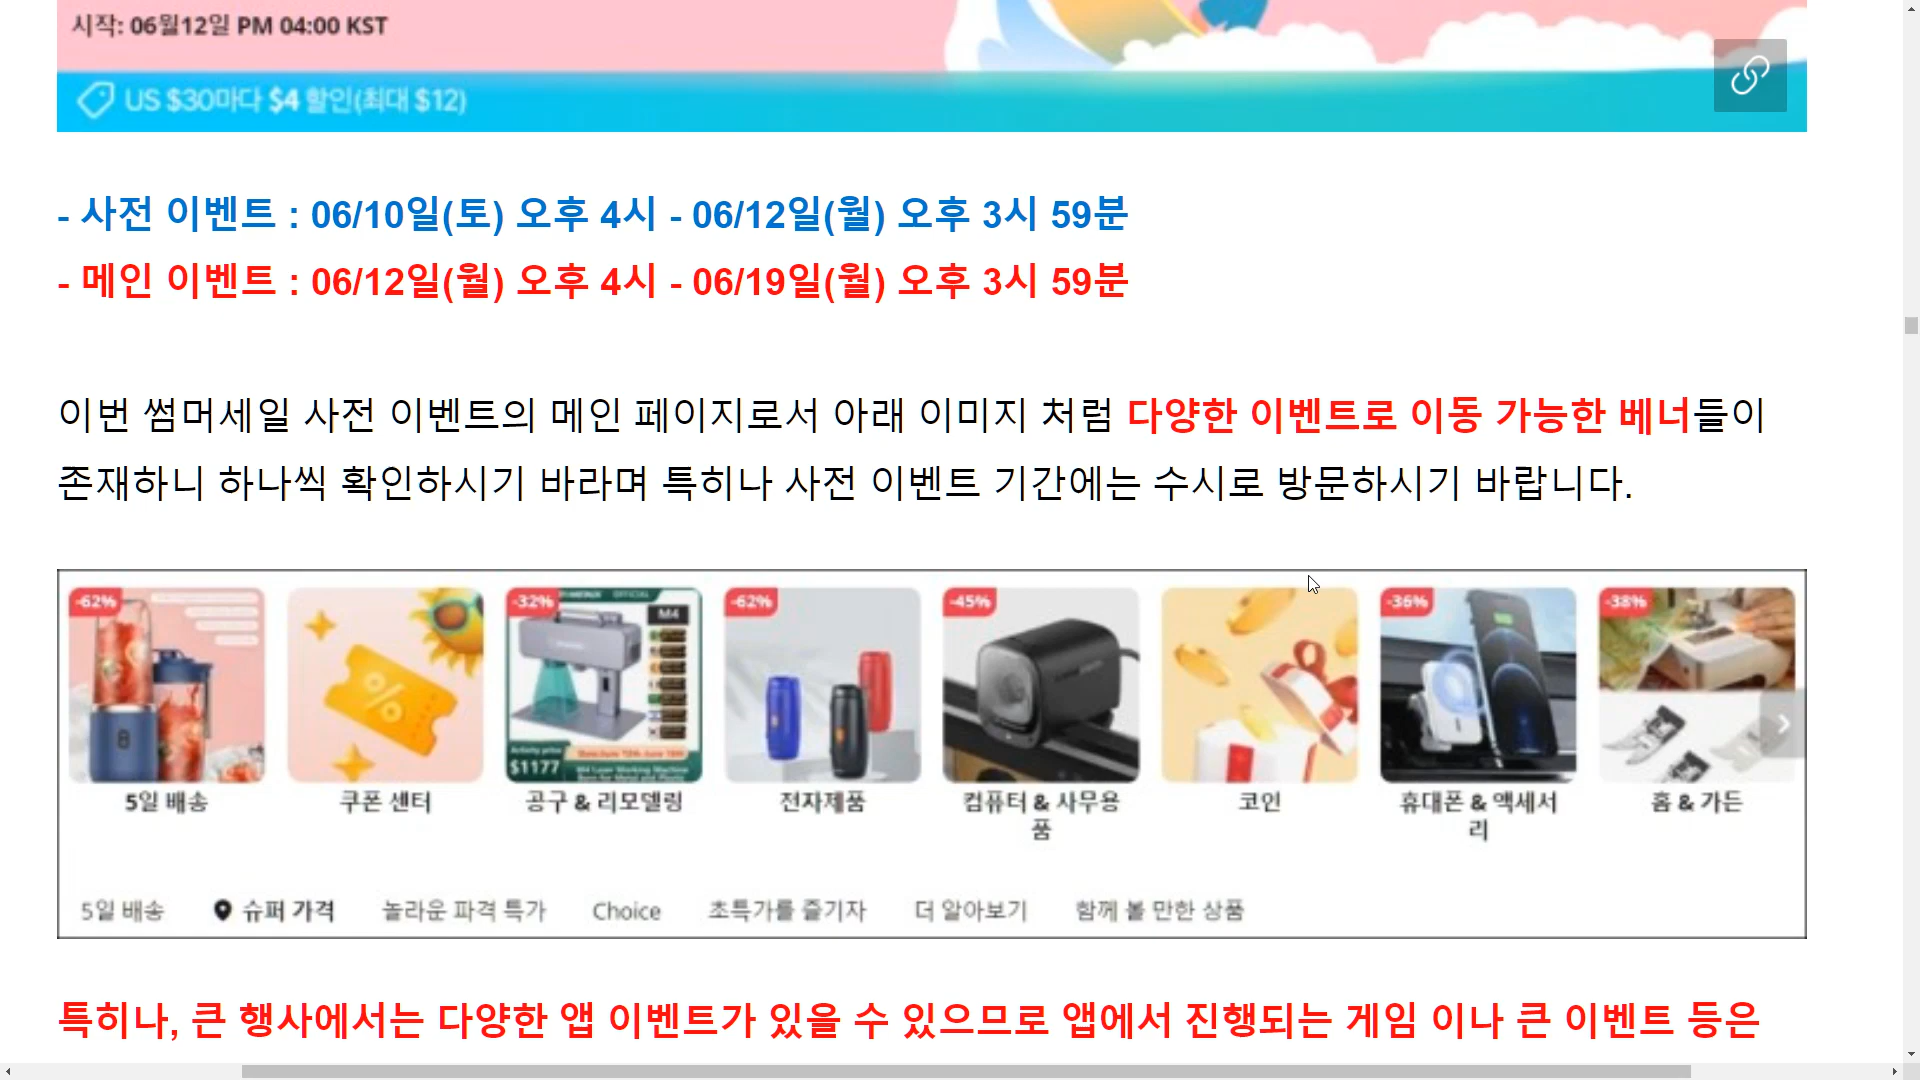 시작: 06월12일 PM 04:00 KST
US $30마다 $4 할인(최대 $12)
- 사전 이벤트 : 06/10일(토) 오후 4시 - 06/12일(월) 오후 3시 59분
- 메인 이벤트 : 06/12일(월) 오후 4시 - 06/19일(월) 오후 3시 59분
이번 썸머세일 사전 이벤트의 메인 페이지로서 아래 이미지 처럼 다양한 이벤트로 이동 가능한 베너들이
존재하니 하나씩 확인하시기 바라며 특히나 사전 이벤트 기간에는 수시로 방문하시기 바랍니다.
-62%
-32%
OFFICIAL
M4
Activity price
$1177
-62%
-45%
-36%
-38%
5일 배송
쿠폰 센터
공구 & 리모델링
전자제품
컴퓨터 & 사무용
품
코인
휴대폰 & 액세서
리
홈 & 가든
5일 배송 슈퍼 가격 놀라운 파격 특가 Choice 초특가를 즐기자 더 알아보기 함께 볼 만한 상품
특히나, 큰 행사에서는 다양한 앱 이벤트가 있을 수 있으므로 앱에서 진행되는 게임 이나 큰 이벤트 등은